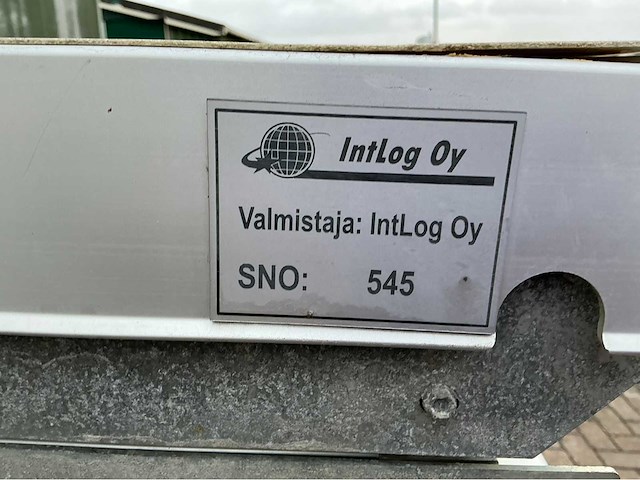 IntLog Oy
Valmistaja: IntLog Oy
SNO: 545